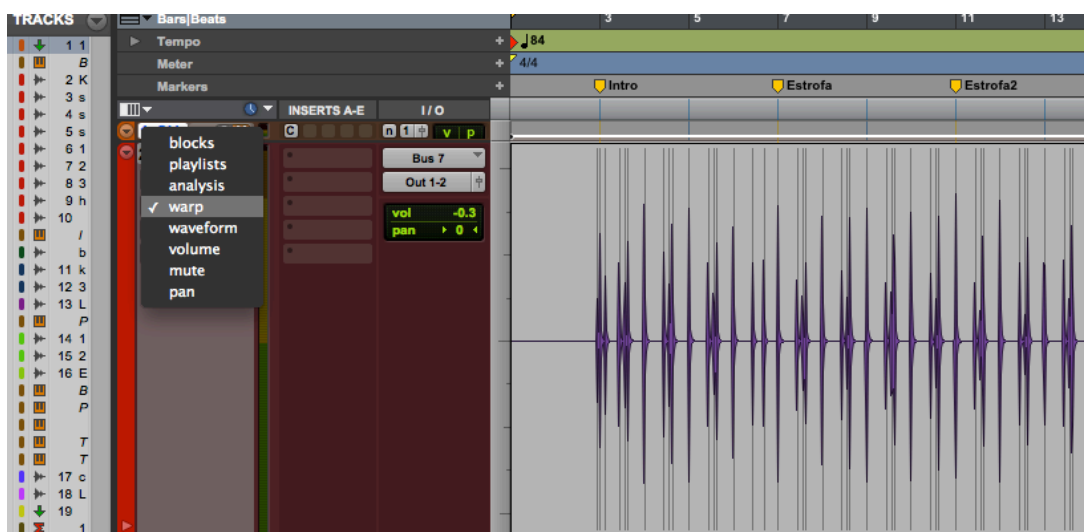 TRACKS
Bars|Beats
3 5 7 9 11 13
Tempo
84
Meter
4/4
Markers
Intro Estrofa Estrofa2
INSERTS A-E I / O
C
n 1 v p
blocks
playlists
analysis
warp
waveform
volume
mute
pan
Bus 7
Out 1-2
vol -0.3
pan 0
1 1
B
2 K
3 s
4 s
5 s
6 1
7 2
8 3
9 h
10
I
b
11 k
12 3
13 L
P
14 1
15 2
16 E
B
P
T
T
17 c
18 L
19
1